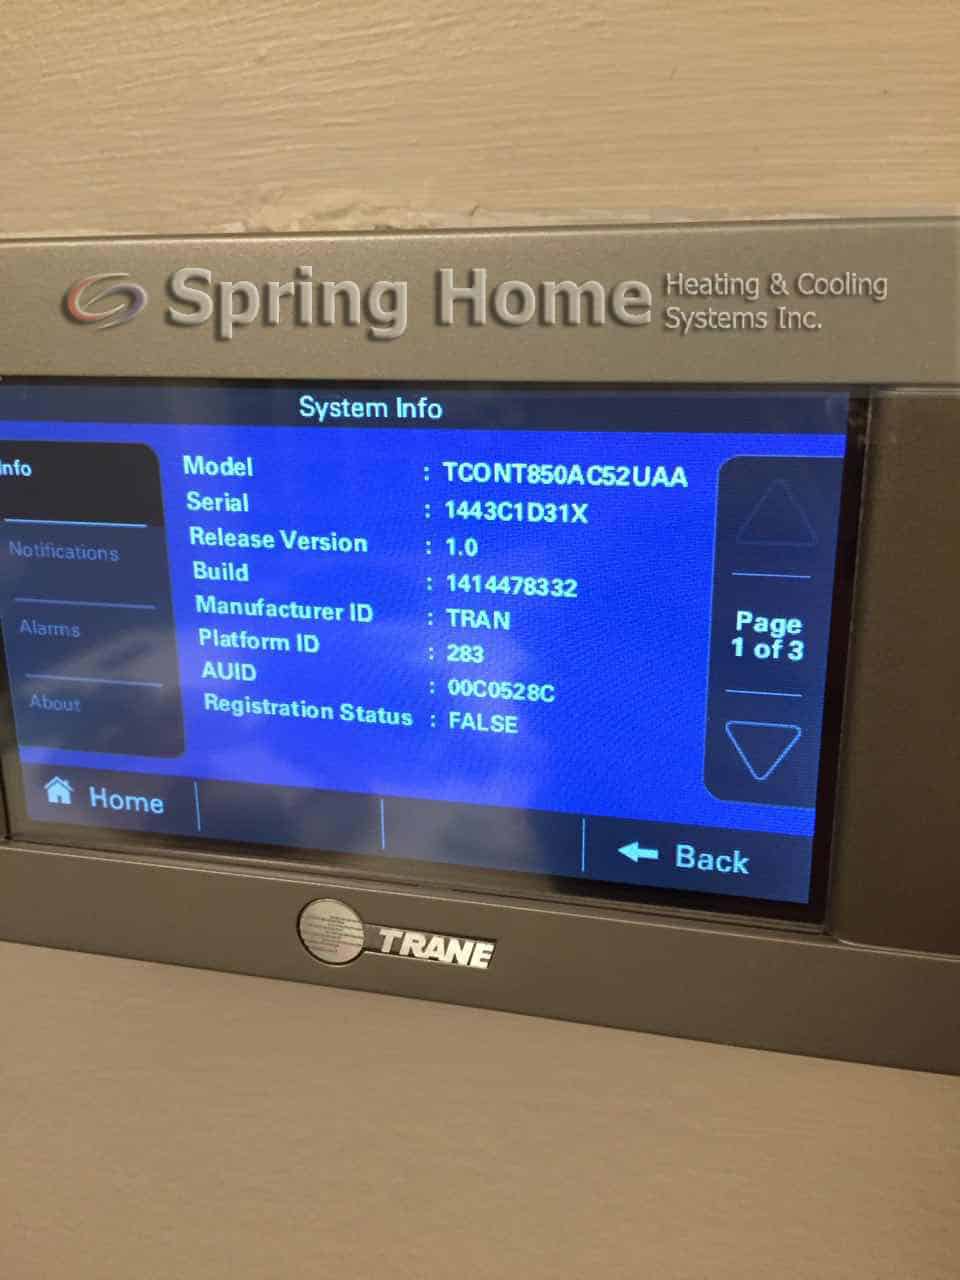 Spring Home Heating & Cooling
Systems Inc.
System Info
Info
Notifications
Alarms
About
Model : TCONT850AC52UAA
Serial : 1443C1D31X
Release Version : 1.0
Build : 1414478332
Manufacturer ID : TRAN
Platform ID : 283
AUID : 00C0528C
Registration Status : FALSE
Page
1 of 3
Home
Back
TRANE